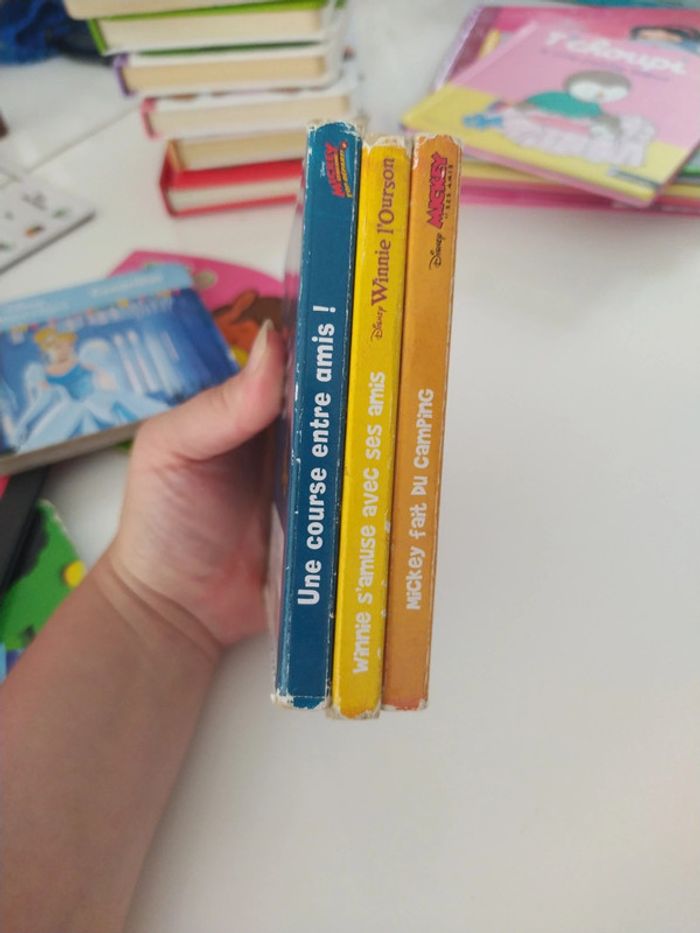 Une course entre amis !
Disney MICKEY
Winnie s'amuse avec ses amis
Disney Winnie l'Ourson
Mickey fait du camping
Disney MICKEY
ET SES AMIS
T'choupi